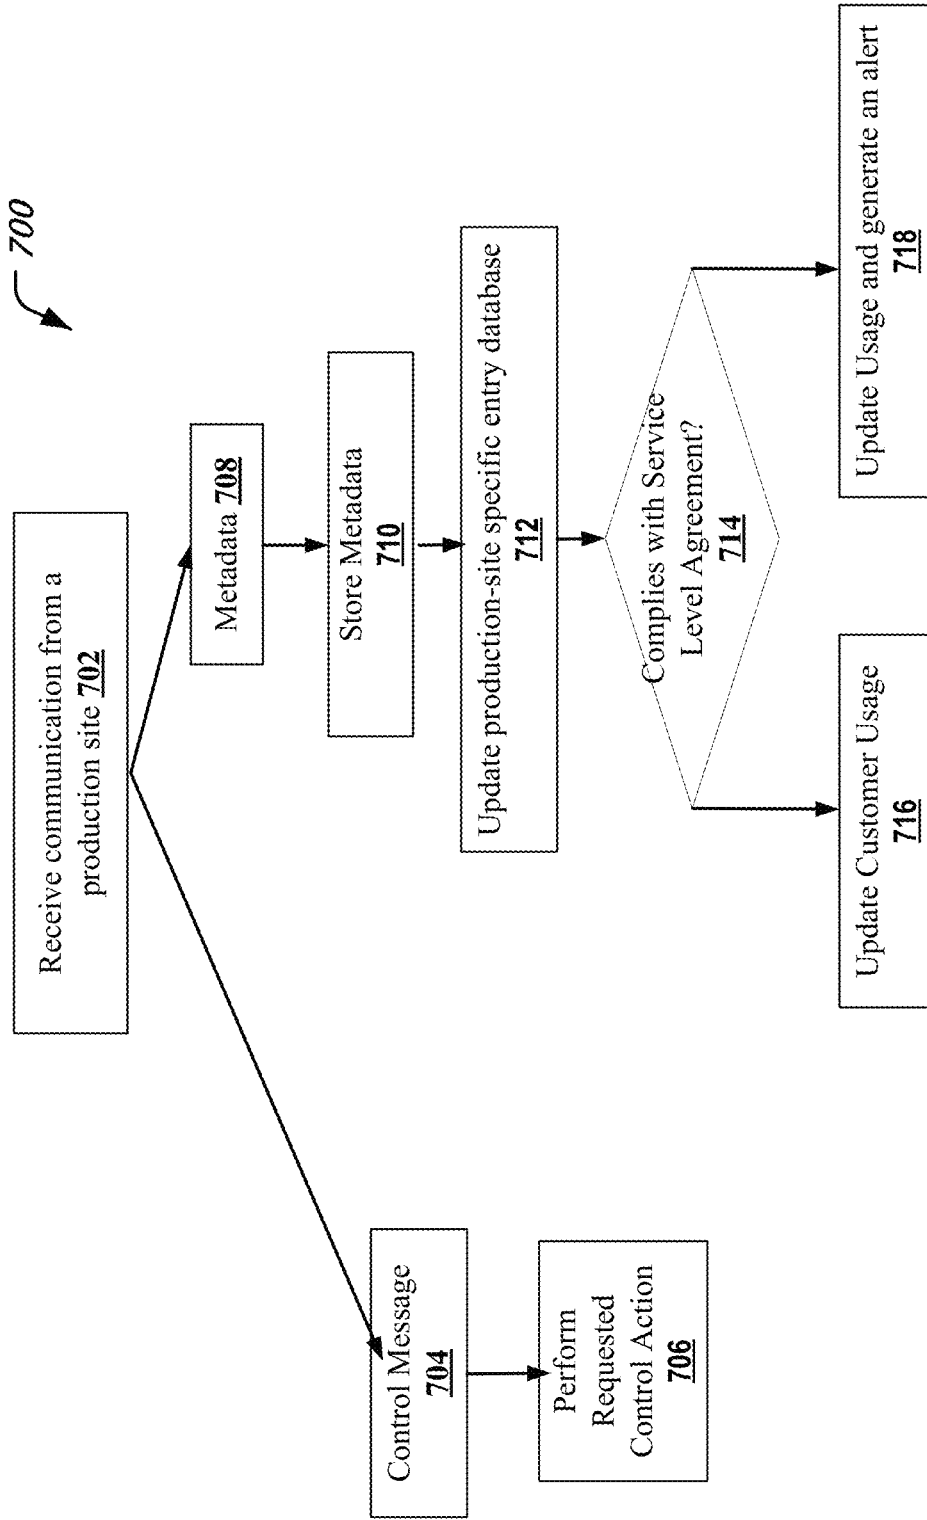 700
Receive communication from a
production site 702
Metadata 708
Store Metadata
710
Update production-site specific entry database
712
Complies with Service
Level Agreement?
714
Update Customer Usage
716
Update Usage and generate an alert
718
Control Message
704
Perform
Requested
Control Action
706